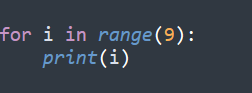 for i in range(9):
    print(i)